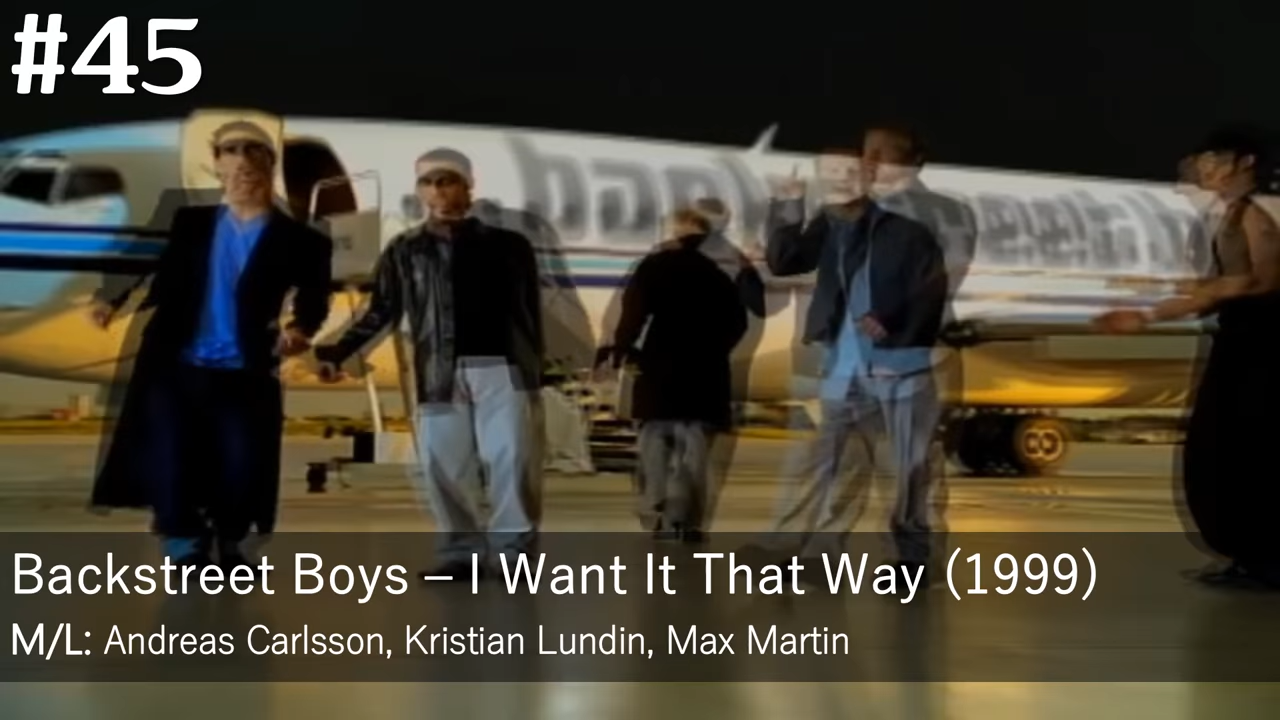 #45
Backstreet Boys – I Want It That Way (1999)
M/L: Andreas Carlsson, Kristian Lundin, Max Martin